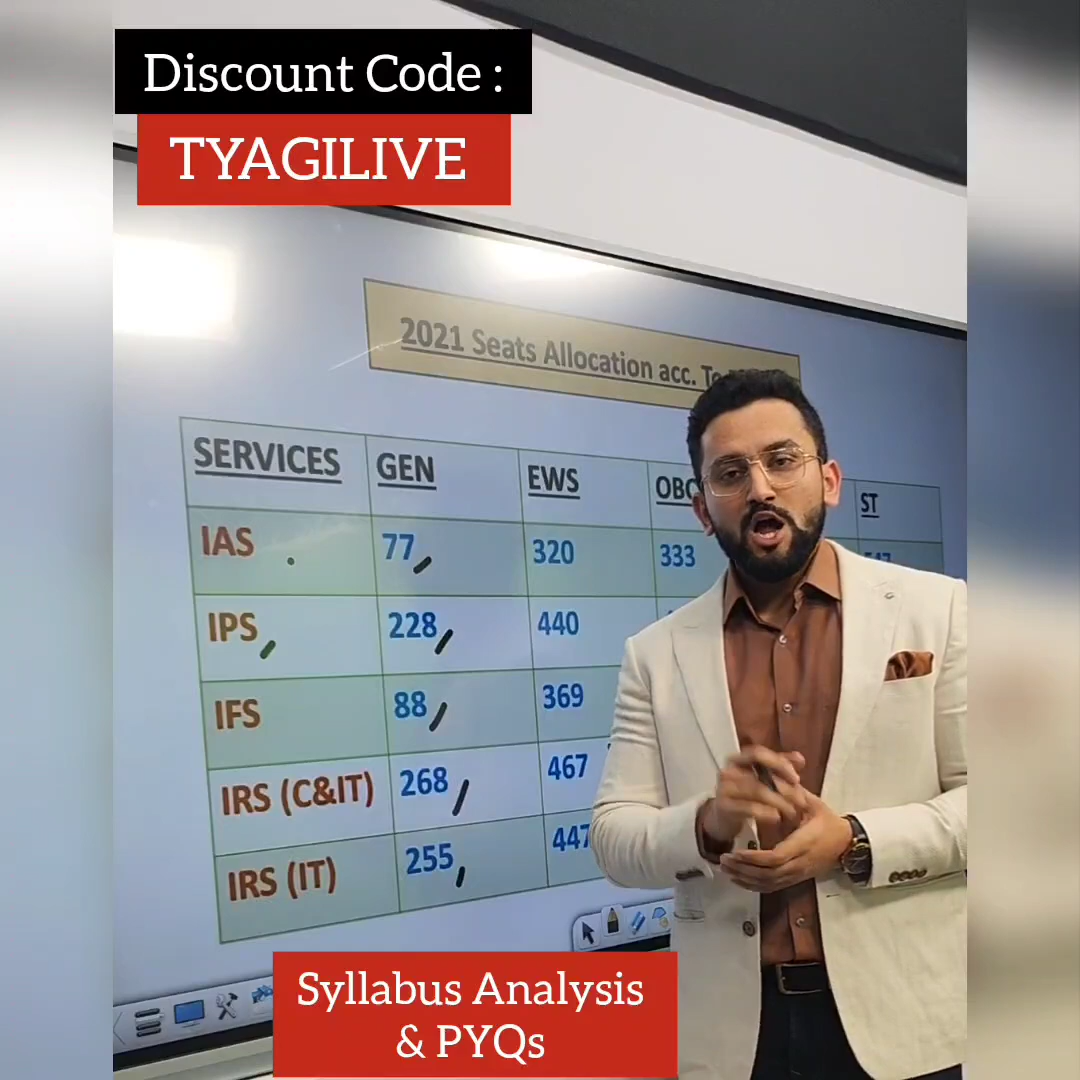 Discount Code :
TYAGILIVE
2021 Seats Allocation acc. To
SERVICES GEN EWS OBC ST
IAS 77 320 333
IPS 228 440
IFS 88 369
IRS (C&IT) 268 467
IRS (IT) 255 447
Syllabus Analysis
& PYQs